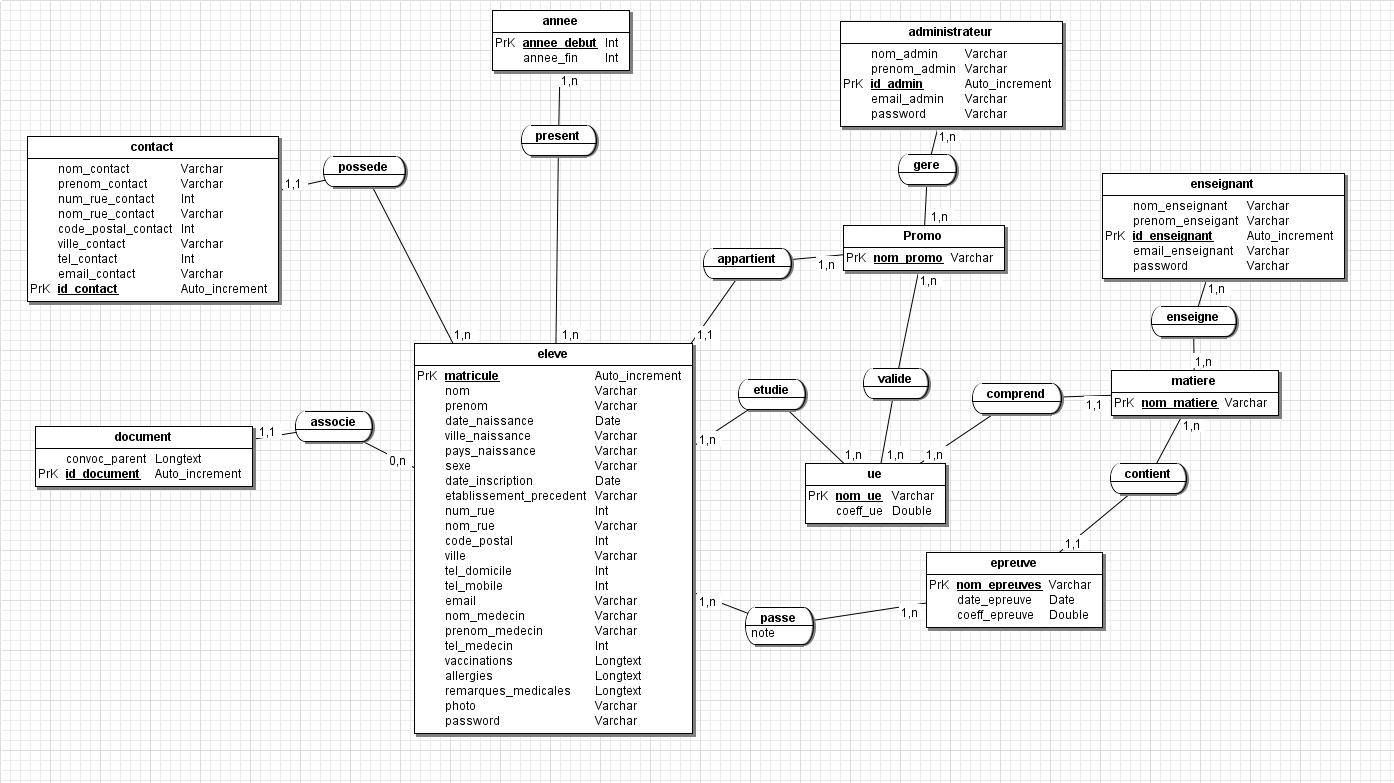 annee
PrK annee_debut Int
annee_fin Int
1,n
present
1,n
administrateur
nom_admin Varchar
prenom_admin Varchar
PrK id_admin Auto_increment
email_admin Varchar
password Varchar
1,n
gere
1,n
contact
nom_contact Varchar
prenom_contact Varchar
num_rue_contact Int
nom_rue_contact Varchar
code_postal_contact Int
ville_contact Varchar
tel_contact Int
email_contact Varchar
PrK id_contact Auto_increment
1,1
possede
1,n
enseignant
nom_enseignant Varchar
prenom_enseigant Varchar
PrK id_enseignant Auto_increment
email_enseignant Varchar
password Varchar
1,n
enseigne
1,n
Promo
PrK nom_promo Varchar
1,n
appartient
1,1
1,n
valide
1,n
eleve
PrK matricule Auto_increment
nom Varchar
prenom Varchar
date_naissance Date
ville_naissance Varchar
pays_naissance Varchar
sexe Varchar
date_inscription Date
etablissement_precedent Varchar
num_rue Int
nom_rue Varchar
code_postal Int
ville Varchar
tel_domicile Int
tel_mobile Int
email Varchar
nom_medecin Varchar
prenom_medecin Varchar
tel_medecin Int
vaccinations Longtext
allergies Longtext
remarques_medicales Longtext
photo Varchar
password Varchar
matiere
PrK nom_matiere Varchar
1,1
comprend
1,n
etudie
1,n
1,n
document
convoc_parent Longtext
PrK id_document Auto_increment
1,1
associe
0,n
ue
PrK nom_ue Varchar
coeff_ue Double
1,n
contient
1,1
epreuve
PrK nom_epreuves Varchar
date_epreuve Date
coeff_epreuve Double
1,n
passe
note
1,n